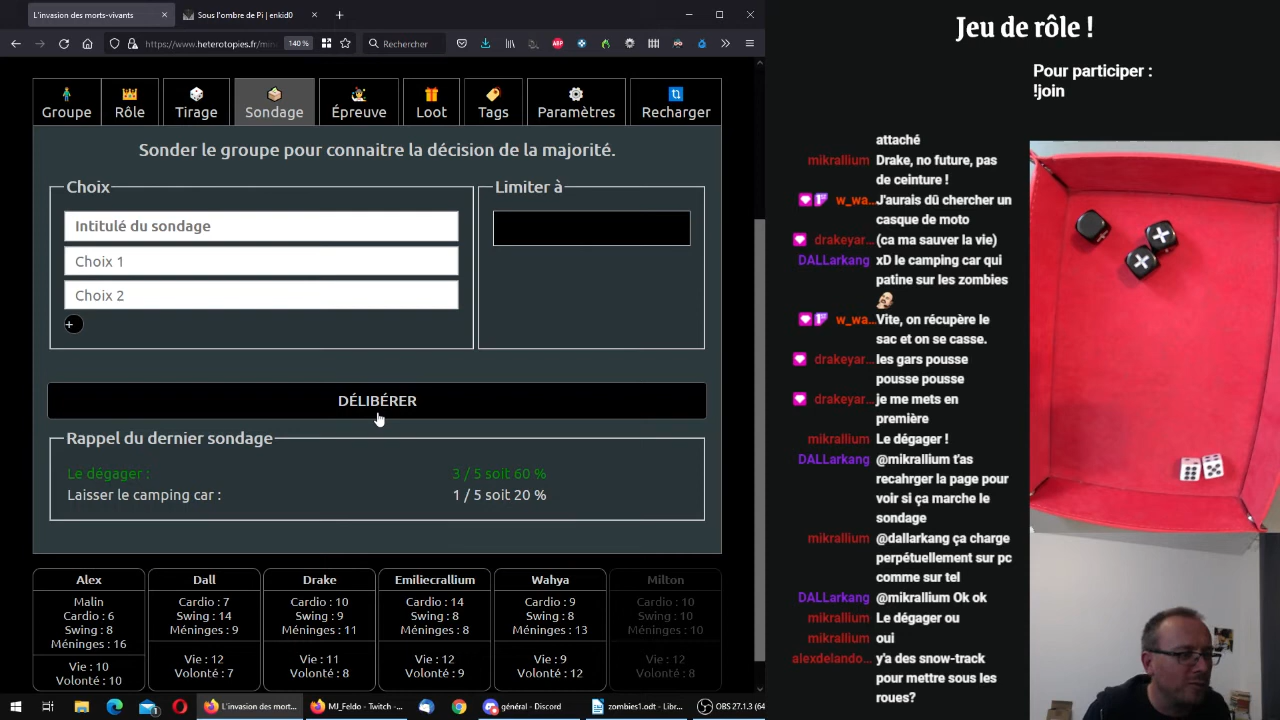 L'invasion des morts-vivants
Sous l'ombre de Pi | enkid0
https://www.heterotopies.fr/min
140 %
Rechercher
ABP
Groupe
Rôle
Tirage
Sondage
Épreuve
Loot
Tags
Paramètres
Recharger
Sonder le groupe pour connaitre la décision de la majorité.
Choix
Limiter à
Intitulé du sondage
Choix 1
Choix 2
DÉLIBÉRER
Rappel du dernier sondage
Le dégager : 3 / 5 soit 60 %
Laisser le camping car : 1 / 5 soit 20 %
Alex
Malin
Cardio : 6
Swing : 8
Méninges : 16
Vie : 10
Volonté : 10
Dall
Cardio : 7
Swing : 14
Méninges : 9
Vie : 12
Volonté : 7
Drake
Cardio : 10
Swing : 9
Méninges : 11
Vie : 11
Volonté : 8
Emiliecrallium
Cardio : 14
Swing : 8
Méninges : 8
Vie : 12
Volonté : 9
Wahya
Cardio : 9
Swing : 8
Méninges : 13
Vie : 9
Volonté : 12
Milton
Cardio : 10
Swing : 10
Méninges : 10
Vie : 12
Volonté : 8
L'invasion des mort...
MJ_Feldo - Twitch -...
général - Discord
zombies1.odt - Libr...
OBS 27.1.3 (64
Jeu de rôle !
Pour participer :
!join
attaché
mikrallium Drake, no future, pas
de ceinture !
w_wa... J'aurais dû chercher un
casque de moto
drakeyar... (ca ma sauver la vie)
DALLarkang xD le camping car qui
patine sur les zombies
w_wa... Vite, on récupère le
sac et on se casse.
drakeyar... les gars pousse
pousse pousse
drakeyar... je me mets en
première
mikrallium Le dégager !
DALLarkang @mikrallium t'as
recahrger la page pour
voir si ça marche le
sondage
mikrallium @dallarkang ça charge
perpétuellement sur pc
comme sur tel
DALLarkang @mikrallium Ok ok
mikrallium Le dégager ou
mikrallium oui
alexdelando... y'a des snow-track
pour mettre sous les
roues?